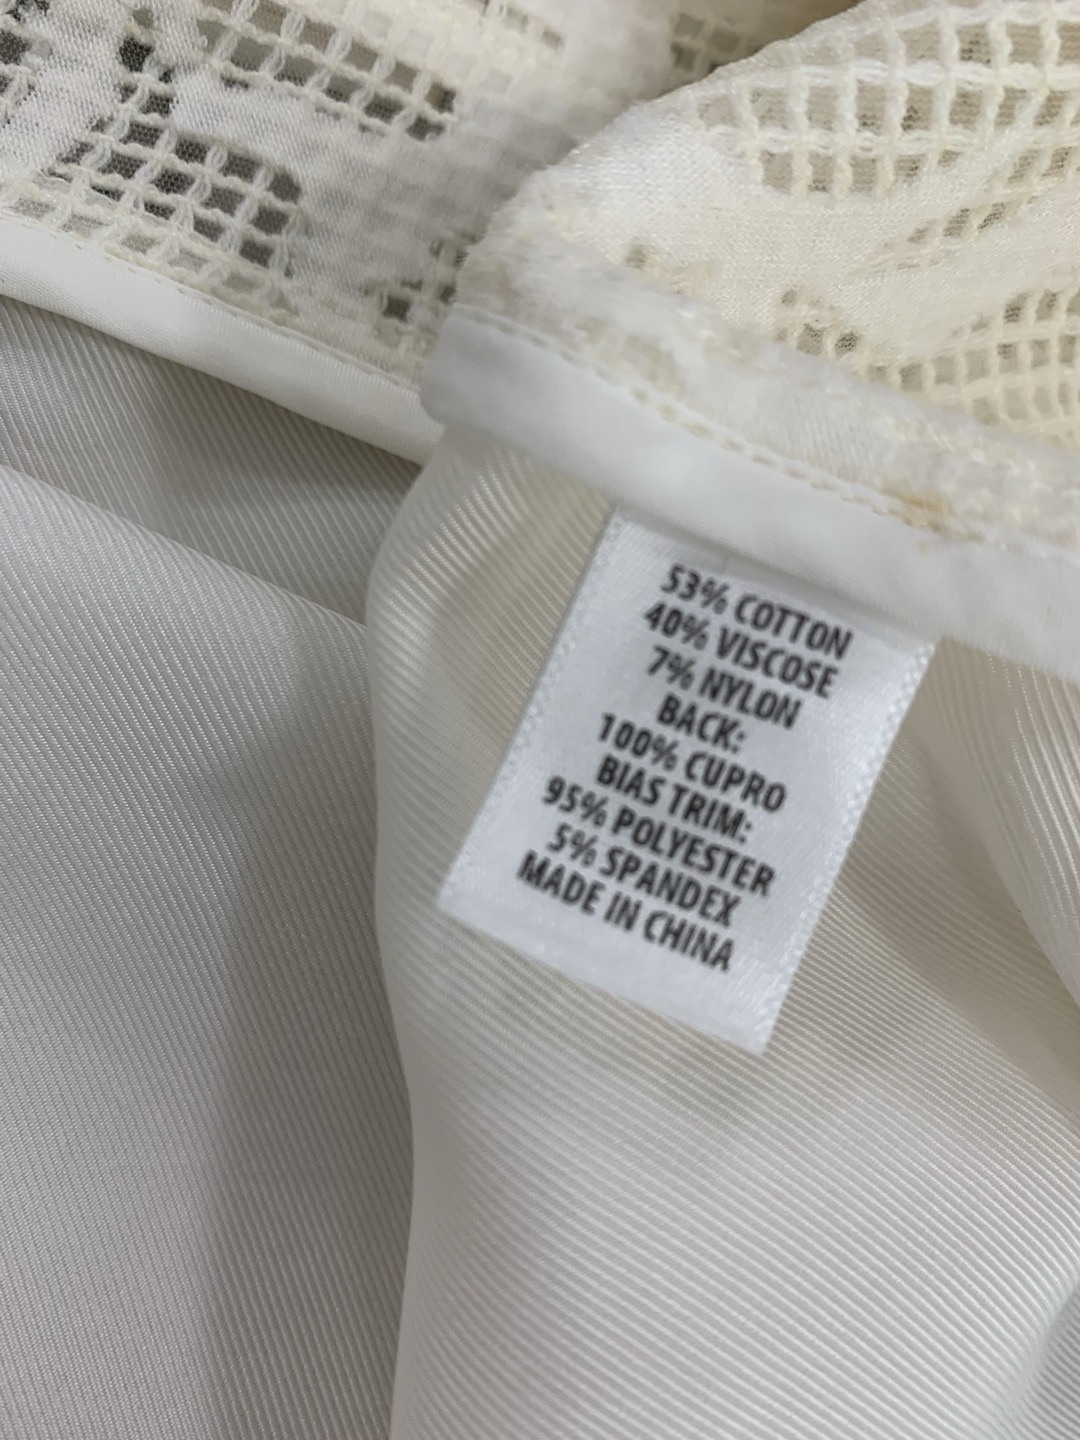 53% COTTON
40% VISCOSE
7% NYLON
BACK:
100% CUPRO
BIAS TRIM:
95% POLYESTER
5% SPANDEX
MADE IN CHINA